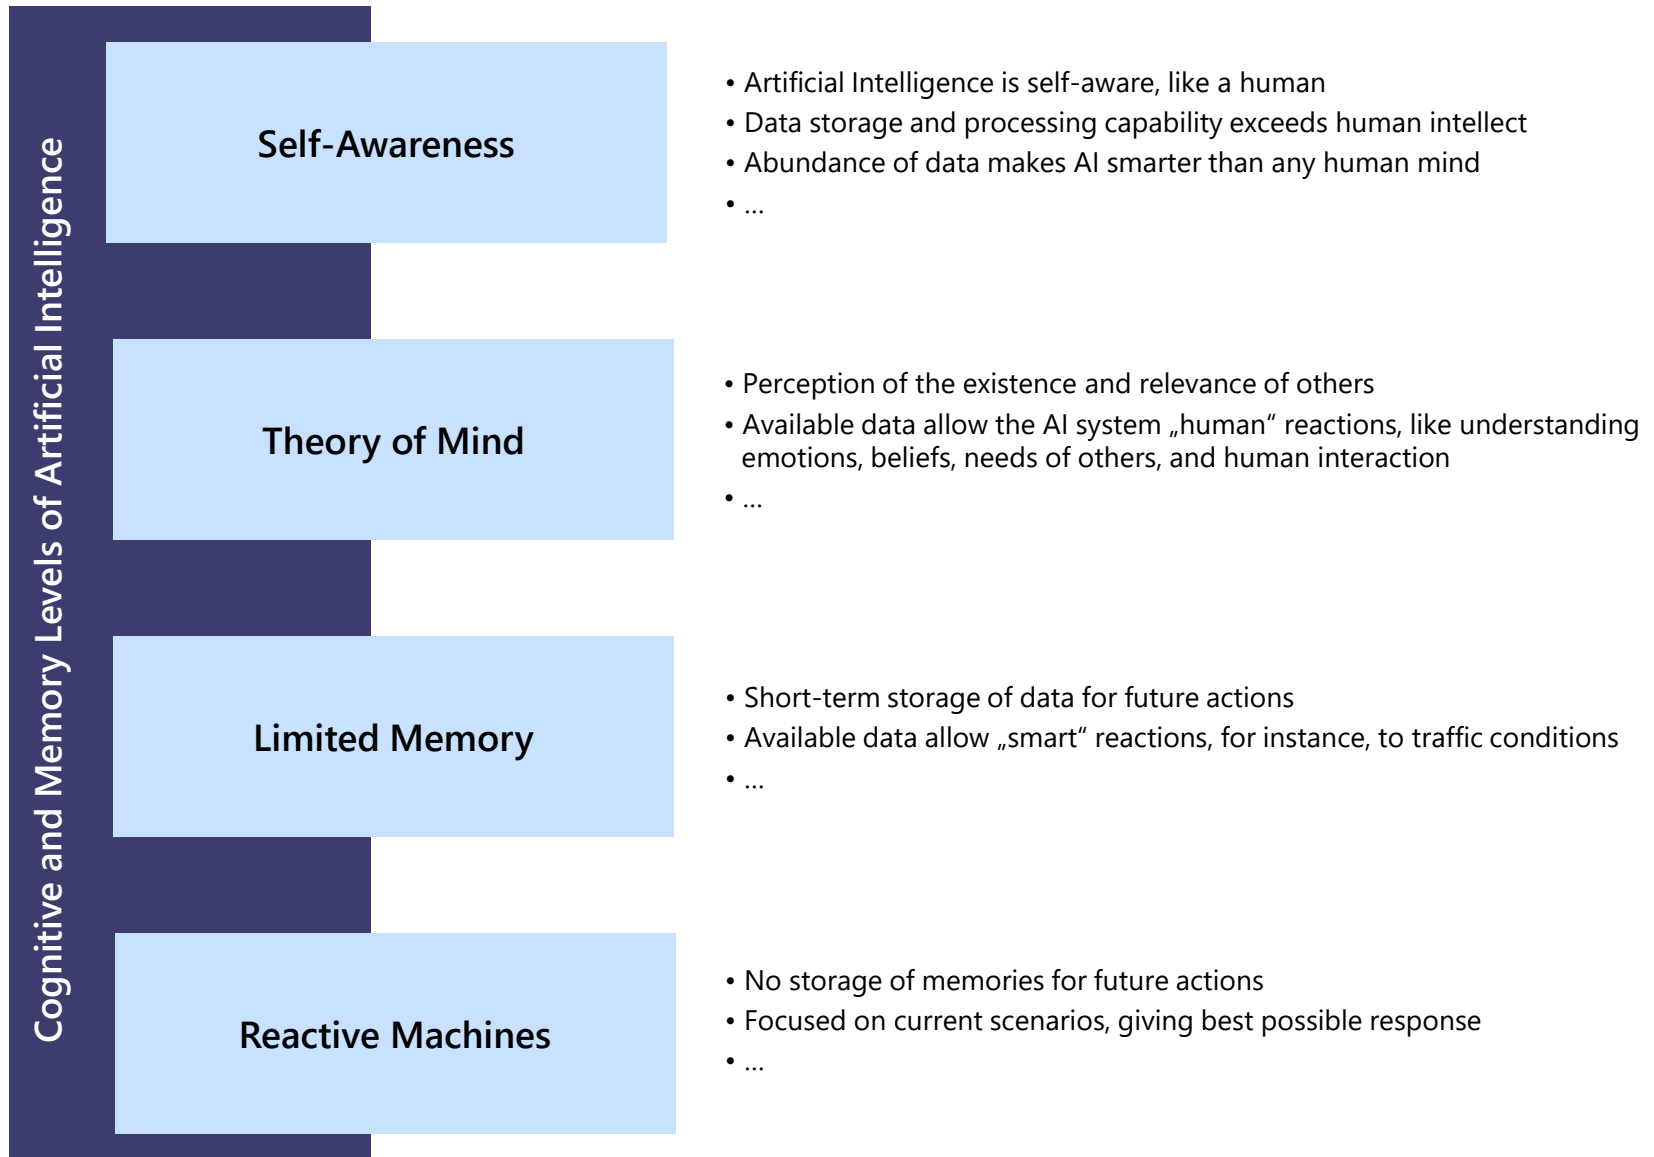 Cognitive and Memory Levels of Artificial Intelligence
Self-Awareness
• Artificial Intelligence is self-aware, like a human
• Data storage and processing capability exceeds human intellect
• Abundance of data makes AI smarter than any human mind
• ...
Theory of Mind
• Perception of the existence and relevance of others
• Available data allow the AI system „human“ reactions, like understanding
emotions, beliefs, needs of others, and human interaction
• ...
Limited Memory
• Short-term storage of data for future actions
• Available data allow „smart“ reactions, for instance, to traffic conditions
• ...
Reactive Machines
• No storage of memories for future actions
• Focused on current scenarios, giving best possible response
• ...